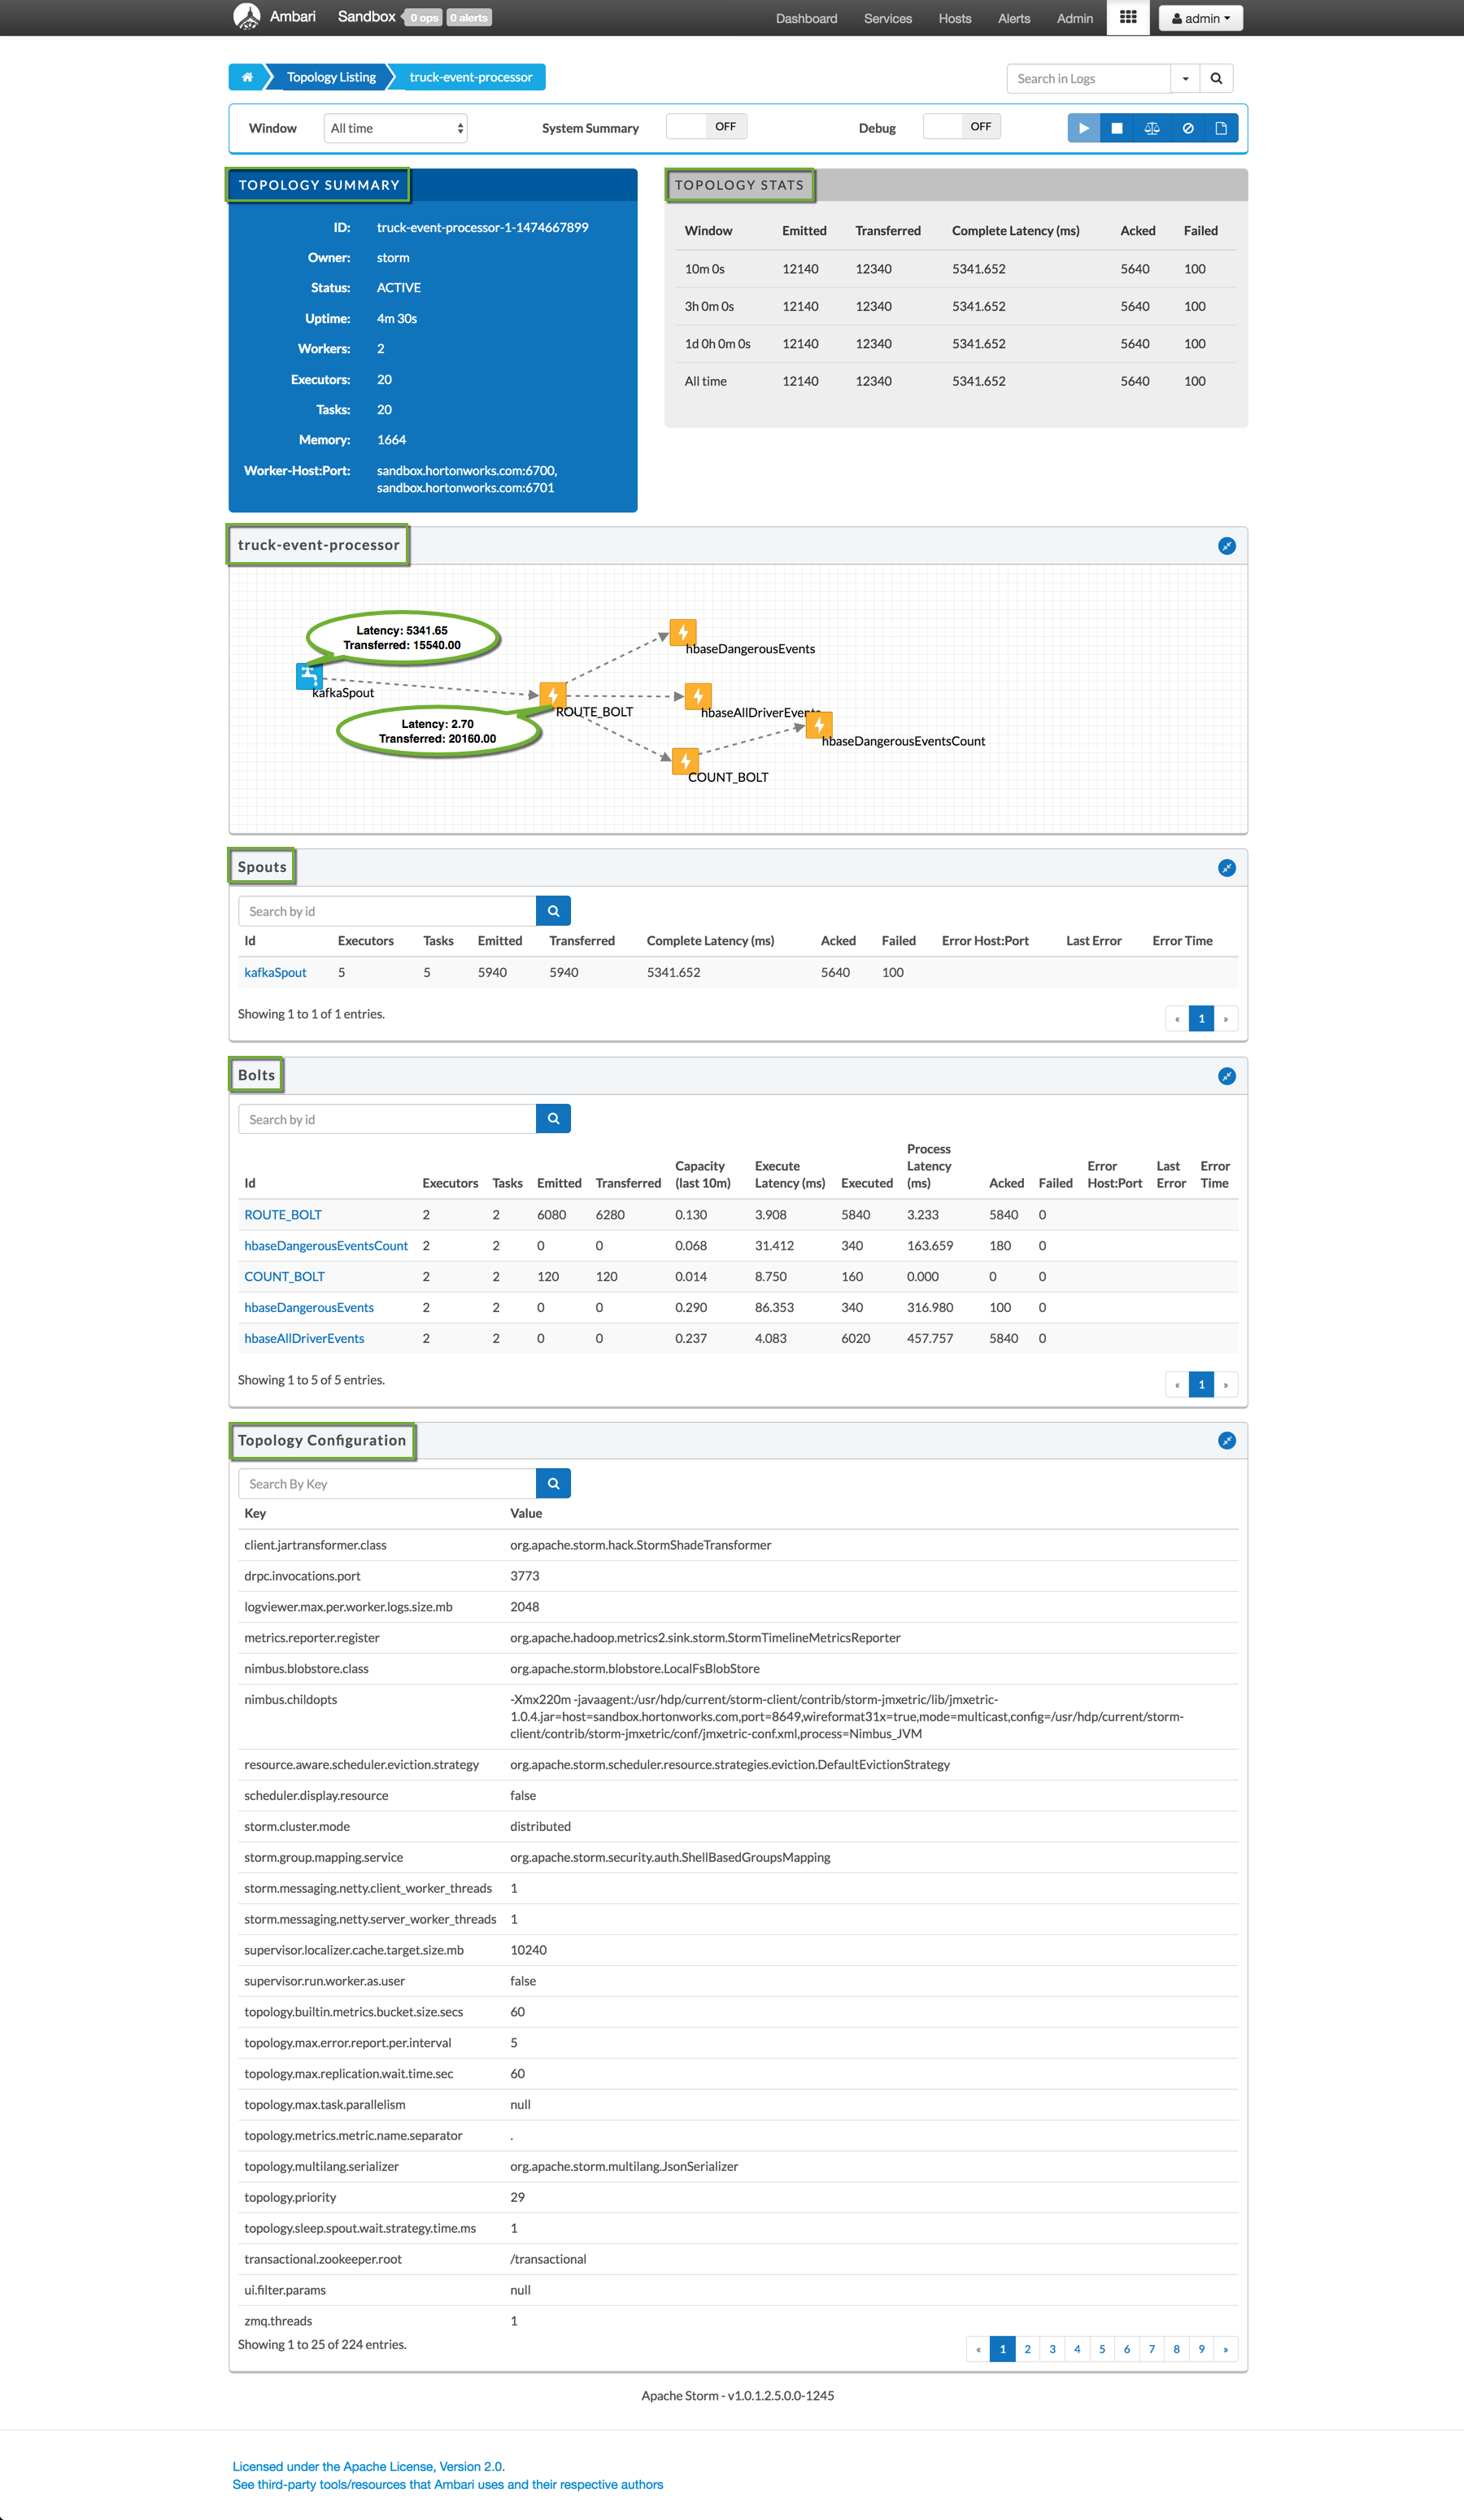 Ambari Sandbox 0 ops 0 alerts Dashboard Services Hosts Alerts Admin admin
Topology Listing truck-event-processor Search in Logs
Window All time System Summary OFF Debug OFF
TOPOLOGY SUMMARY
ID: truck-event-processor-1-1474667899
Owner: storm
Status: ACTIVE
Uptime: 4m 30s
Workers: 2
Executors: 20
Tasks: 20
Memory: 1664
Worker-Host:Port: sandbox.hortonworks.com:6700,
sandbox.hortonworks.com:6701
TOPOLOGY STATS
Window Emitted Transferred Complete Latency (ms) Acked Failed
10m 0s 12140 12340 5341.652 5640 100
3h 0m 0s 12140 12340 5341.652 5640 100
1d 0h 0m 0s 12140 12340 5341.652 5640 100
All time 12140 12340 5341.652 5640 100
truck-event-processor
Latency: 5341.65
Transferred: 15540.00
kafkaSpout
Latency: 2.70
Transferred: 20160.00
ROUTE_BOLT
hbaseDangerousEvents
hbaseAllDriverEvents
hbaseDangerousEventsCount
COUNT_BOLT
Spouts
Search by id
Id Executors Tasks Emitted Transferred Complete Latency (ms) Acked Failed Error Host:Port Last Error Error Time
kafkaSpout 5 5 5940 5940 5341.652 5640 100
Showing 1 to 1 of 1 entries.
« 1 »
Bolts
Search by id
Id Executors Tasks Emitted Transferred Capacity (last 10m) Execute Latency (ms) Executed Process Latency (ms) Acked Failed Error Host:Port Last Error Error Time
ROUTE_BOLT 2 2 6080 6280 0.130 3.908 5840 3.233 5840 0
hbaseDangerousEventsCount 2 2 0 0 0.068 31.412 340 163.659 180 0
COUNT_BOLT 2 2 120 120 0.014 8.750 160 0.000 0 0
hbaseDangerousEvents 2 2 0 0 0.290 86.353 340 316.980 100 0
hbaseAllDriverEvents 2 2 0 0 0.237 4.083 6020 457.757 5840 0
Showing 1 to 5 of 5 entries.
« 1 »
Topology Configuration
Search By Key
Key Value
client.jartransformer.class org.apache.storm.hack.StormShadeTransformer
drpc.invocations.port 3773
logviewer.max.per.worker.logs.size.mb 2048
metrics.reporter.register org.apache.hadoop.metrics2.sink.storm.StormTimelineMetricsReporter
nimbus.blobstore.class org.apache.storm.blobstore.LocalFsBlobStore
nimbus.childopts -Xmx220m -javaagent:/usr/hdp/current/storm-client/contrib/storm-jmxetric/lib/jmxetric-
1.0.4.jar=host=sandbox.hortonworks.com,port=8649,wireformat31x=true,mode=multicast,config=/usr/hdp/current/storm-
client/contrib/storm-jmxetric/conf/jmxetric-conf.xml,process=Nimbus_JVM
resource.aware.scheduler.eviction.strategy org.apache.storm.scheduler.resource.strategies.eviction.DefaultEvictionStrategy
scheduler.display.resource false
storm.cluster.mode distributed
storm.group.mapping.service org.apache.storm.security.auth.ShellBasedGroupsMapping
storm.messaging.netty.client_worker_threads 1
storm.messaging.netty.server_worker_threads 1
supervisor.localizer.cache.target.size.mb 10240
supervisor.run.worker.as.user false
topology.builtin.metrics.bucket.size.secs 60
topology.max.error.report.per.interval 5
topology.max.replication.wait.time.sec 60
topology.max.task.parallelism null
topology.metrics.metric.name.separator .
topology.multilang.serializer org.apache.storm.multilang.JsonSerializer
topology.priority 29
topology.sleep.spout.wait.strategy.time.ms 1
transactional.zookeeper.root /transactional
ui.filter.params null
zmq.threads 1
Showing 1 to 25 of 224 entries.
« 1 2 3 4 5 6 7 8 9 »
Apache Storm - v1.0.1.2.5.0.0-1245
Licensed under the Apache License, Version 2.0.
See third-party tools/resources that Ambari uses and their respective authors